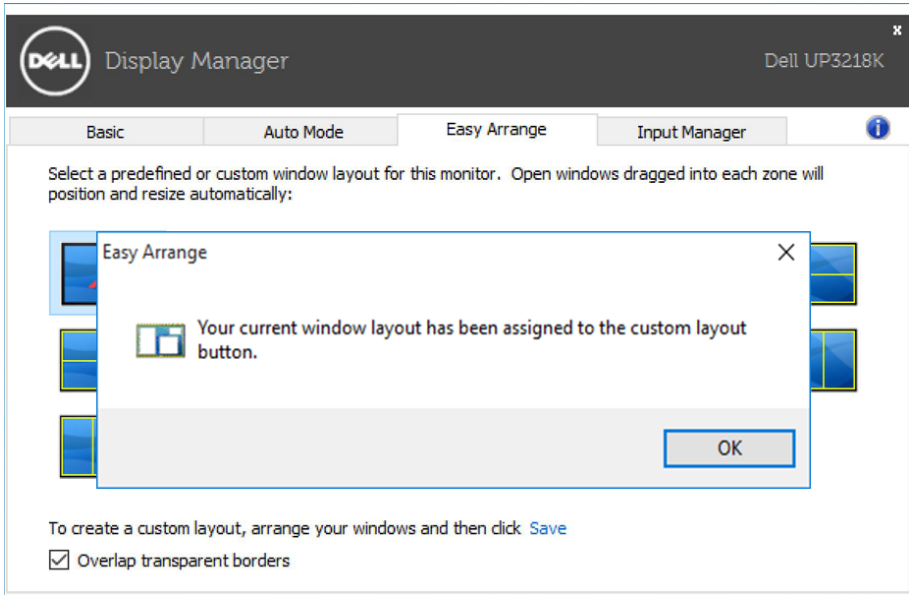 DELL Display Manager
Dell UP3218K
Basic
Auto Mode
Easy Arrange
Input Manager
Select a predefined or custom window layout for this monitor. Open windows dragged into each zone will
position and resize automatically:
Easy Arrange
Your current window layout has been assigned to the custom layout
button.
OK
To create a custom layout, arrange your windows and then click Save
Overlap transparent borders